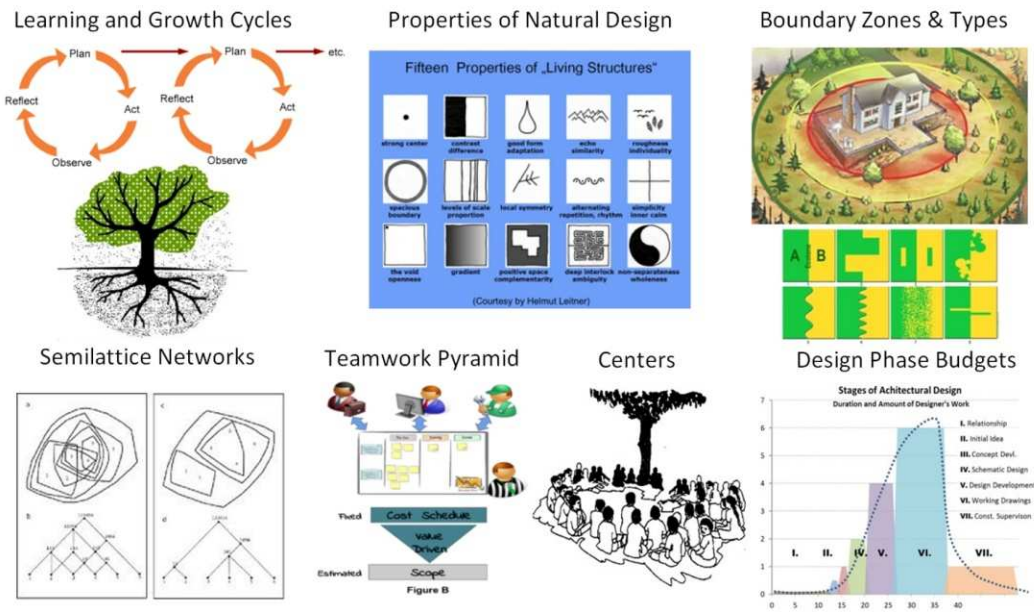 Learning and Growth Cycles
Plan
Act
Observe
Reflect
Plan
Act
Observe
Reflect
etc.
Properties of Natural Design
Fifteen Properties of „Living Structures“
strong center
contrast
difference
good form
adaptation
echo
similarity
roughness
individuality
spacious
boundary
levels of scale
proportion
local symmetry
alternating
repetition, rhythm
simplicity
inner calm
the void
openness
gradient
positive space
complementarity
deep interlock
ambiguity
non-separateness
wholeness
(Courtesy by Helmut Leitner)
Boundary Zones & Types
A
B
Semilattice Networks
a
c
b
d
Teamwork Pyramid
Fixed
Cost Schedule
Value
Driven
Estimated
Scope
Figure B
Centers
Design Phase Budgets
Stages of Achitectural Design
Duration and Amount of Designer's Work
I. Relationship
II. Initial Idea
III. Concept Devl.
IV. Schematic Design
V. Design Development
VI. Working Drawings
VII. Const. Supervison
7
6
5
4
3
2
1
0
I.
II.
IV.
V.
VI.
VII.
0
5
10
15
20
25
30
35
40